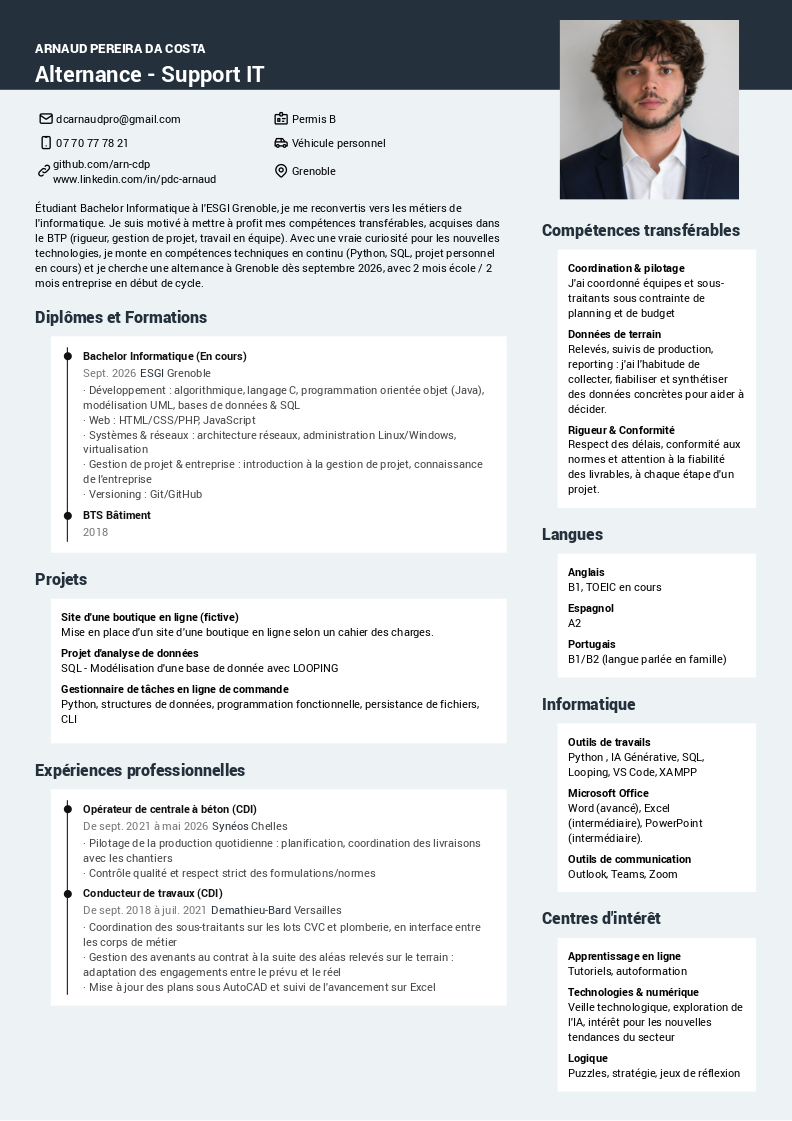 ARNAUD PEREIRA DA COSTA
Alternance - Support IT
dcarnaudpro@gmail.com
Permis B
07 70 77 78 21
Véhicule personnel
github.com/arn-cdp
www.linkedin.com/in/pdc-arnaud
Grenoble
Étudiant Bachelor Informatique à l'ESGI Grenoble, je me reconvertis vers les métiers de
l'informatique. Je suis motivé à mettre à profit mes compétences transférables, acquises dans
le BTP (rigueur, gestion de projet, travail en équipe). Avec une vraie curiosité pour les nouvelles
technologies, je monte en compétences techniques en continu (Python, SQL, projet personnel
en cours) et je cherche une alternance à Grenoble dès septembre 2026, avec 2 mois école / 2
mois entreprise en début de cycle.
Diplômes et Formations
Bachelor Informatique (En cours)
Sept. 2026 ESGI Grenoble
· Développement : algorithmique, langage C, programmation orientée objet (Java),
modélisation UML, bases de données & SQL
· Web : HTML/CSS/PHP, JavaScript
· Systèmes & réseaux : architecture réseaux, administration Linux/Windows,
virtualisation
· Gestion de projet & entreprise : introduction à la gestion de projet, connaissance
de l'entreprise
· Versioning : Git/GitHub
BTS Bâtiment
2018
Projets
Site d'une boutique en ligne (fictive)
Mise en place d'un site d'une boutique en ligne selon un cahier des charges.
Projet d'analyse de données
SQL - Modélisation d'une base de donnée avec LOOPING
Gestionnaire de tâches en ligne de commande
Python, structures de données, programmation fonctionnelle, persistance de fichiers,
CLI
Expériences professionnelles
Opérateur de centrale à béton (CDI)
De sept. 2021 à mai 2026 Synéos Chelles
· Pilotage de la production quotidienne : planification, coordination des livraisons
avec les chantiers
· Contrôle qualité et respect strict des formulations/normes
Conducteur de travaux (CDI)
De sept. 2018 à juil. 2021 Demathieu-Bard Versailles
· Coordination des sous-traitants sur les lots CVC et plomberie, en interface entre
les corps de métier
· Gestion des avenants au contrat à la suite des aléas relevés sur le terrain :
adaptation des engagements entre le prévu et le réel
· Mise à jour des plans sous AutoCAD et suivi de l'avancement sur Excel
Compétences transférables
Coordination & pilotage
J'ai coordonné équipes et sous-
traitants sous contrainte de
planning et de budget
Données de terrain
Relevés, suivis de production,
reporting : j'ai l'habitude de
collecter, fiabiliser et synthétiser
des données concrètes pour aider à
décider.
Rigueur & Conformité
Respect des délais, conformité aux
normes et attention à la fiabilité
des livrables, à chaque étape d'un
projet.
Langues
Anglais
B1, TOEIC en cours
Espagnol
A2
Portugais
B1/B2 (langue parlée en famille)
Informatique
Outils de travails
Python , IA Générative, SQL,
Looping, VS Code, XAMPP
Microsoft Office
Word (avancé), Excel
(intermédiaire), PowerPoint
(intermédiaire).
Outils de communication
Outlook, Teams, Zoom
Centres d'intérêt
Apprentissage en ligne
Tutoriels, autoformation
Technologies & numérique
Veille technologique, exploration de
l'IA, intérêt pour les nouvelles
tendances du secteur
Logique
Puzzles, stratégie, jeux de réflexion